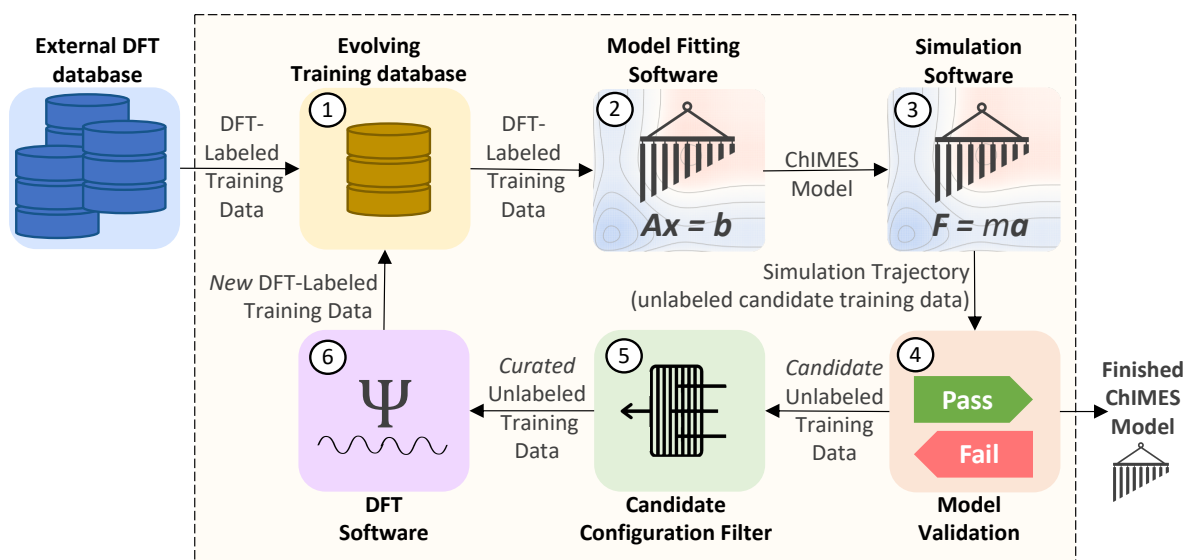 External DFT
database
Evolving
Training database
Model Fitting
Software
Simulation
Software
1
2
3
DFT-
Labeled
Training
Data
DFT-
Labeled
Training
Data
ChIMES
Model
Ax = b
F = ma
New DFT-Labeled
Training Data
Simulation Trajectory
(unlabeled candidate training data)
6
5
4
Ψ
Curated
Unlabeled
Training
Data
Candidate
Unlabeled
Training
Data
Pass
Fail
Finished
ChIMES
Model
DFT
Software
Candidate
Configuration Filter
Model
Validation